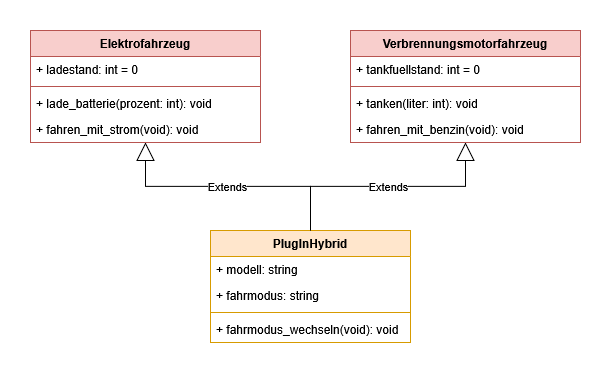 Elektrofahrzeug
+ ladestand: int = 0
+ lade_batterie(prozent: int): void
+ fahren_mit_strom(void): void
Verbrennungsmotorfahrzeug
+ tankfuellstand: int = 0
+ tanken(liter: int): void
+ fahren_mit_benzin(void): void
Extends
Extends
PlugInHybrid
+ modell: string
+ fahrmodus: string
+ fahrmodus_wechseln(void): void